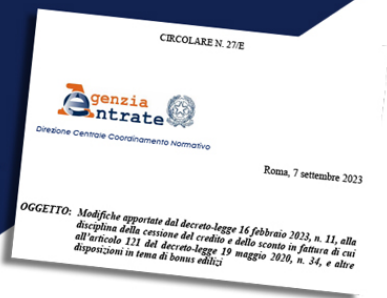 CIRCOLARE N. 27/E
Agenzia
Entrate
Direzione Centrale Coordinamento Normativo
Roma, 7 settembre 2023
OGGETTO: Modifiche apportate dal decreto-legge 16 febbraio 2023, n. 11, alla
disciplina della cessione del credito e dello sconto in fattura di cui
all'articolo 121 del decreto-legge 19 maggio 2020, n. 34, e altre
disposizioni in tema di bonus edilizi